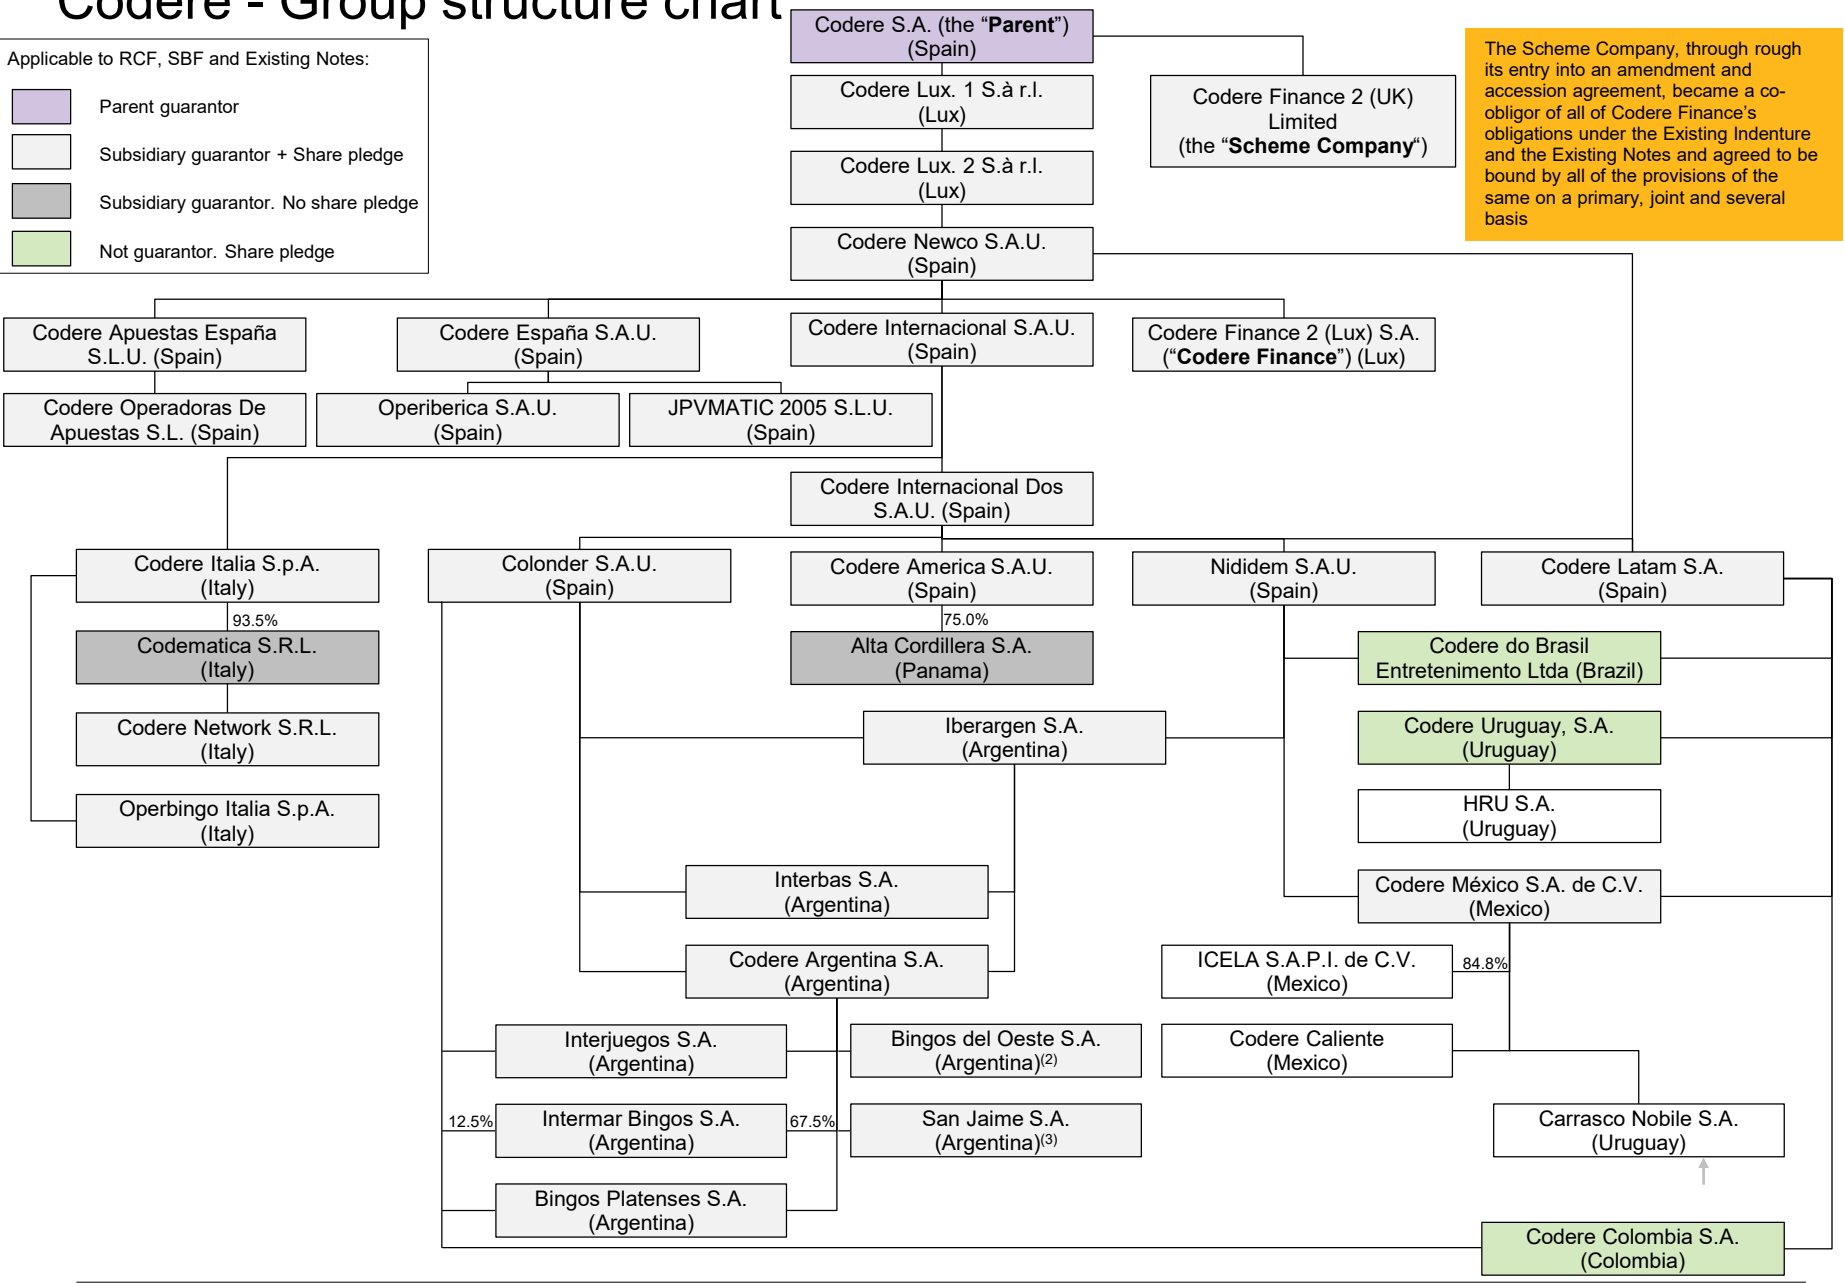 Codere - Group structure chart
Applicable to RCF, SBF and Existing Notes:
Parent guarantor
Subsidiary guarantor + Share pledge
Subsidiary guarantor. No share pledge
Not guarantor. Share pledge
Codere S.A. (the “Parent”)
(Spain)
Codere Lux. 1 S.à r.l.
(Lux)
Codere Lux. 2 S.à r.l.
(Lux)
Codere Newco S.A.U.
(Spain)
Codere Finance 2 (UK)
Limited
(the “Scheme Company“)
The Scheme Company, through rough
its entry into an amendment and
accession agreement, became a co-
obligor of all of Codere Finance’s
obligations under the Existing Indenture
and the Existing Notes and agreed to be
bound by all of the provisions of the
same on a primary, joint and several
basis
Codere Apuestas España
S.L.U. (Spain)
Codere España S.A.U.
(Spain)
Codere Internacional S.A.U.
(Spain)
Codere Finance 2 (Lux) S.A.
(“Codere Finance”) (Lux)
Codere Operadoras De
Apuestas S.L. (Spain)
Operiberica S.A.U.
(Spain)
JPVMATIC 2005 S.L.U.
(Spain)
Codere Internacional Dos
S.A.U. (Spain)
Codere Italia S.p.A.
(Italy)
Colonder S.A.U.
(Spain)
Codere America S.A.U.
(Spain)
Nididem S.A.U.
(Spain)
Codere Latam S.A.
(Spain)
93.5%
75.0%
Codematica S.R.L.
(Italy)
Alta Cordillera S.A.
(Panama)
Codere do Brasil
Entretenimento Ltda (Brazil)
Codere Network S.R.L.
(Italy)
Iberargen S.A.
(Argentina)
Codere Uruguay, S.A.
(Uruguay)
Operbingo Italia S.p.A.
(Italy)
HRU S.A.
(Uruguay)
Interbas S.A.
(Argentina)
Codere México S.A. de C.V.
(Mexico)
Codere Argentina S.A.
(Argentina)
ICELA S.A.P.I. de C.V.
(Mexico)
84.8%
Interjuegos S.A.
(Argentina)
Bingos del Oeste S.A.
(Argentina)(2)
Codere Caliente
(Mexico)
12.5%
Intermar Bingos S.A.
(Argentina)
67.5%
San Jaime S.A.
(Argentina)(3)
Carrasco Nobile S.A.
(Uruguay)
Bingos Platenses S.A.
(Argentina)
Codere Colombia S.A.
(Colombia)